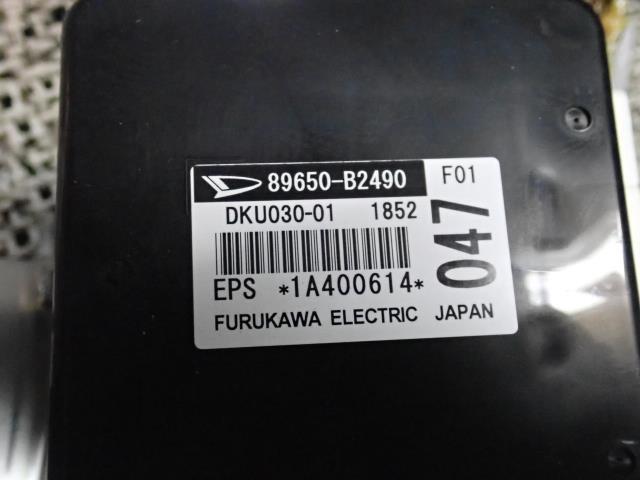 89650-B2490 F01
DKU030-01 1852
047
EPS *1A400614*
FURUKAWA ELECTRIC JAPAN